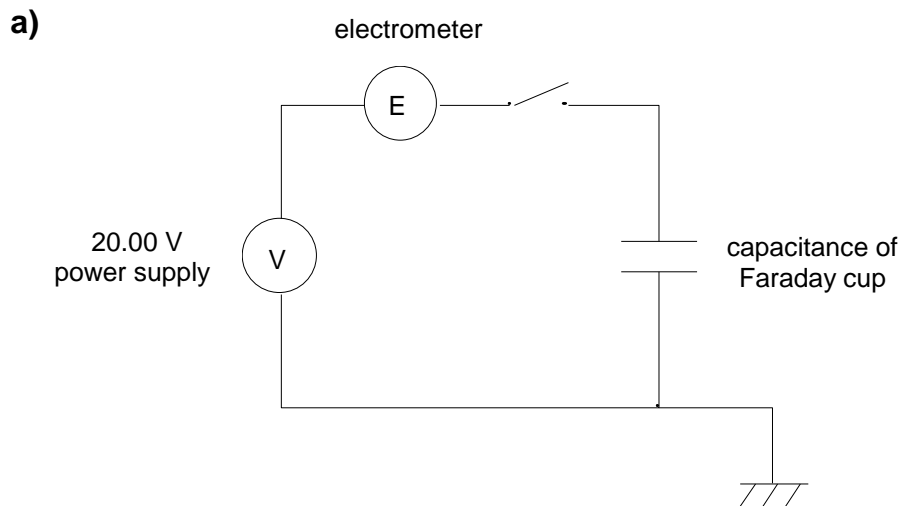 a)
electrometer
E
20.00 V
power supply
V
capacitance of
Faraday cup